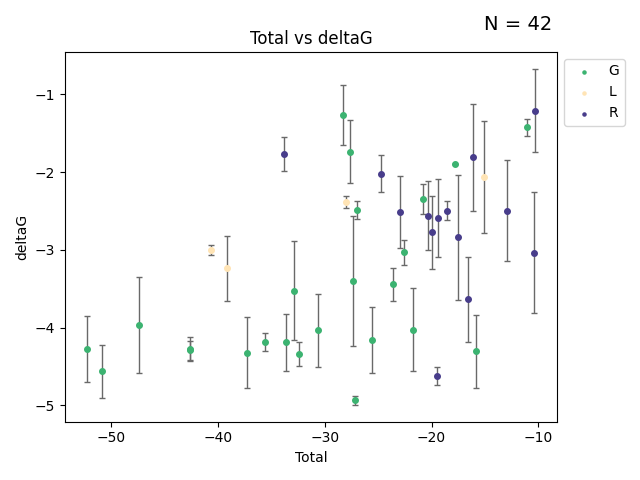 N = 42
Total vs deltaG
G
L
R
deltaG
−1
−2
−3
−4
−5
−50
−40
−30
−20
−10
Total